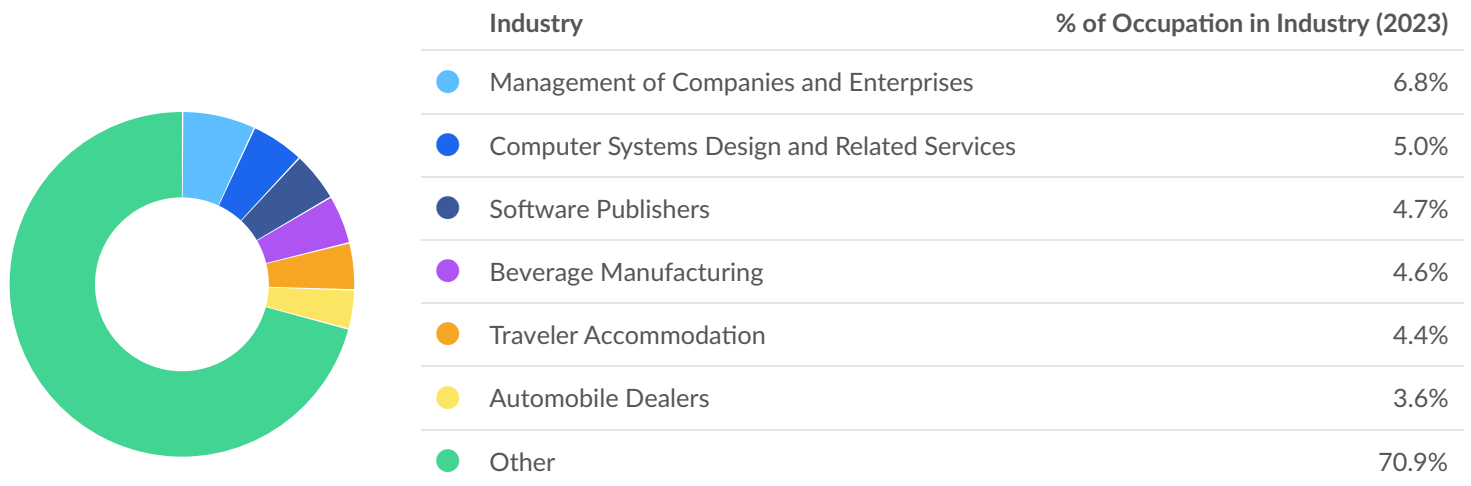 Industry % of Occupation in Industry (2023)
Management of Companies and Enterprises 6.8%
Computer Systems Design and Related Services 5.0%
Software Publishers 4.7%
Beverage Manufacturing 4.6%
Traveler Accommodation 4.4%
Automobile Dealers 3.6%
Other 70.9%